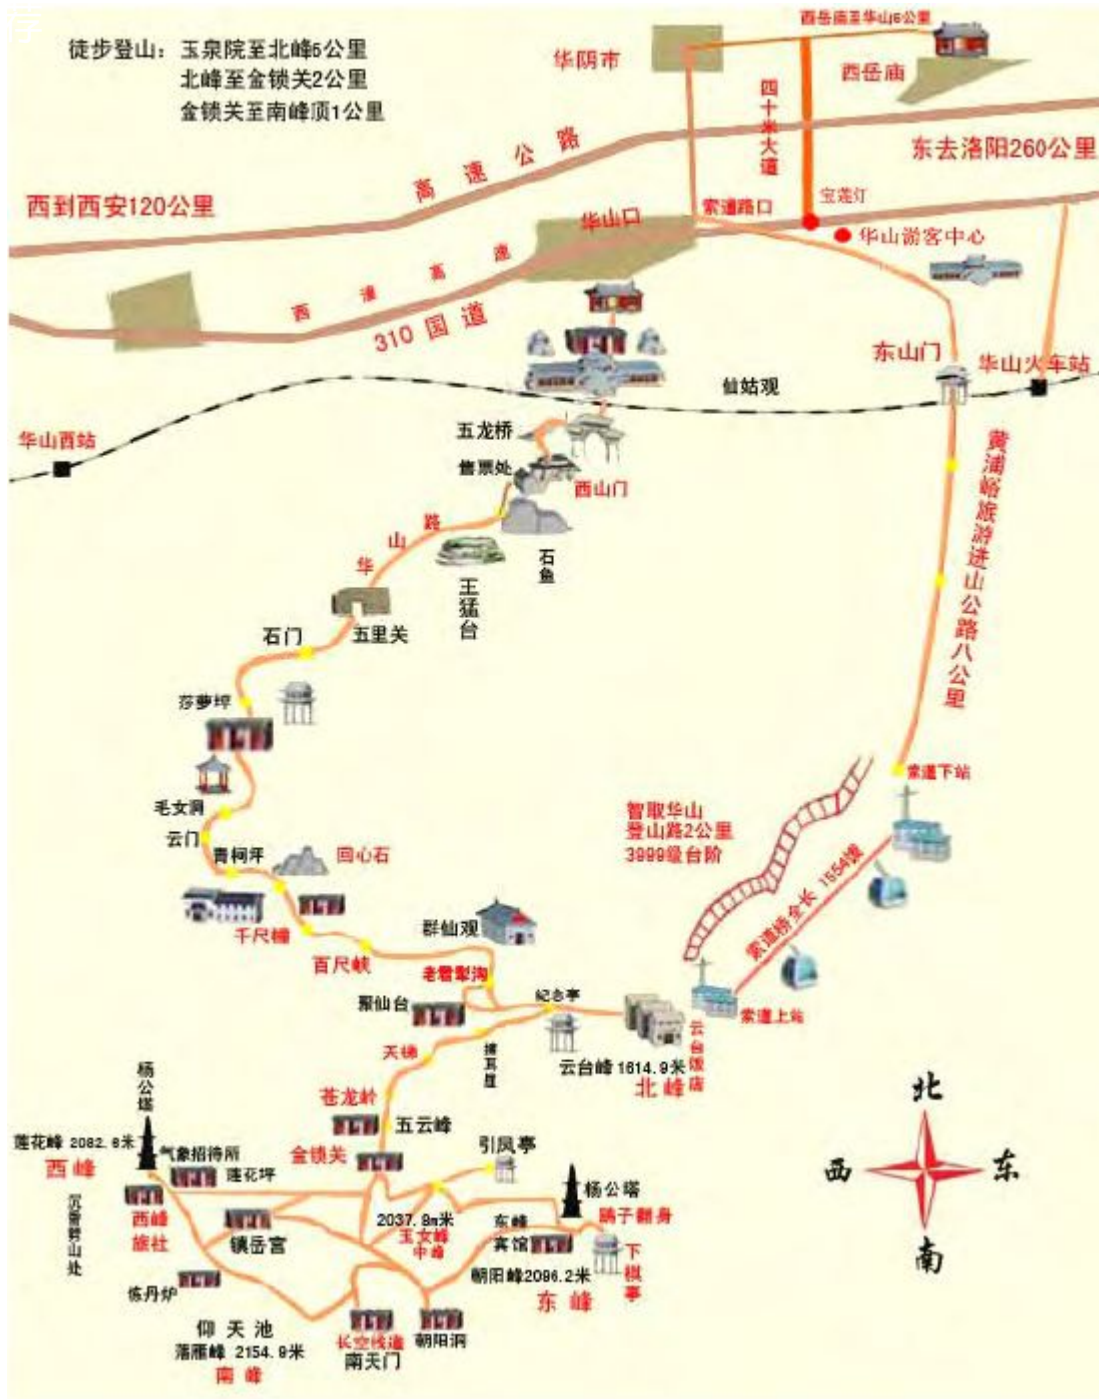 徒步登山：玉泉院至北峰6公里
北峰至金锁关2公里
金锁关至南峰顶1公里
西岳庙至华山6公里
华阴市
西岳庙
四十米大道
高速公路
东去洛阳260公里
西到西安120公里
宝莲灯
索道路口
华山口
华山游客中心
西潼高速
310国道
东山门
华山火车站
仙姑观
华山西站
五龙桥
售票处
西山门
黄浦峪旅游进山公路八公里
华山路
石鱼
王猛台
五里关
石门
莎萝坪
毛女洞
云门
青柯坪
回心石
索道下站
智取华山
登山路2公里
3999级台阶
索道桥全长 1554
千尺幢
百尺峡
群仙观
老君犁沟
聚仙台
纪念亭
索道上站
云台饭店
云台峰 1614.9米
北峰
擦耳崖
天梯
苍龙岭
五云峰
金锁关
杨公塔
莲花峰 2082.6米
西峰
气象招待所
莲花坪
引凤亭
杨公塔
鹞子翻身
西峰
旅社
镇岳宫
2037.8m米
玉女峰
中峰
东峰
宾馆
下棋亭
朝阳峰2096.2米
东峰
炼丹炉
仰天池
落雁峰 2154.9米
南峰
长空栈道
南天门
朝阳洞
北
西
东
南